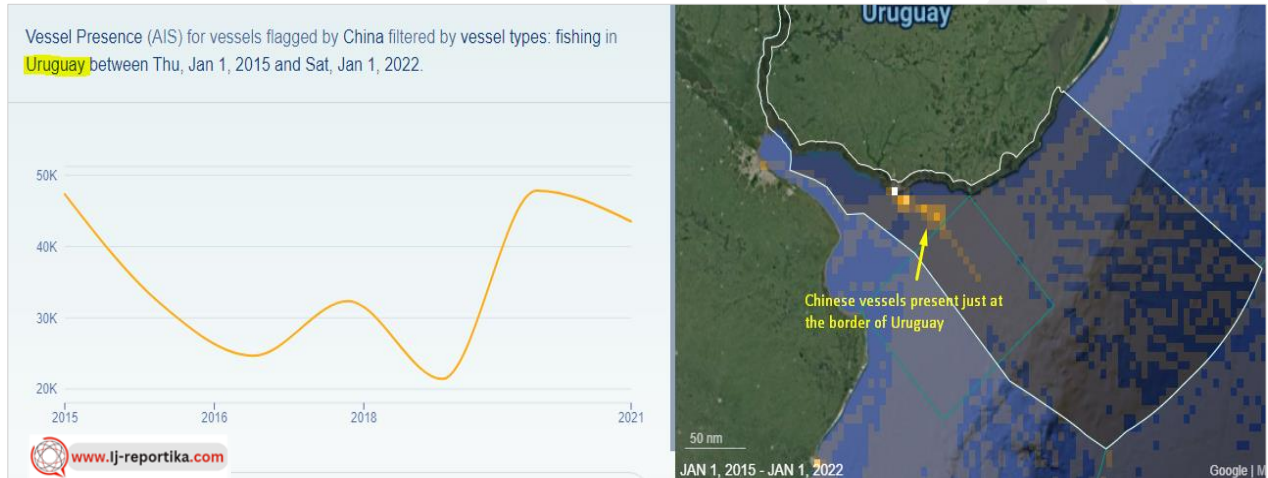 Vessel Presence (AIS) for vessels flagged by China filtered by vessel types: fishing in
Uruguay between Thu, Jan 1, 2015 and Sat, Jan 1, 2022.
50K
40K
30K
20K
2015
2016
2018
2021
www.lj-reportika.com
Uruguay
Chinese vessels present just at
the border of Uruguay
50 nm
JAN 1, 2015 - JAN 1, 2022
Google | M